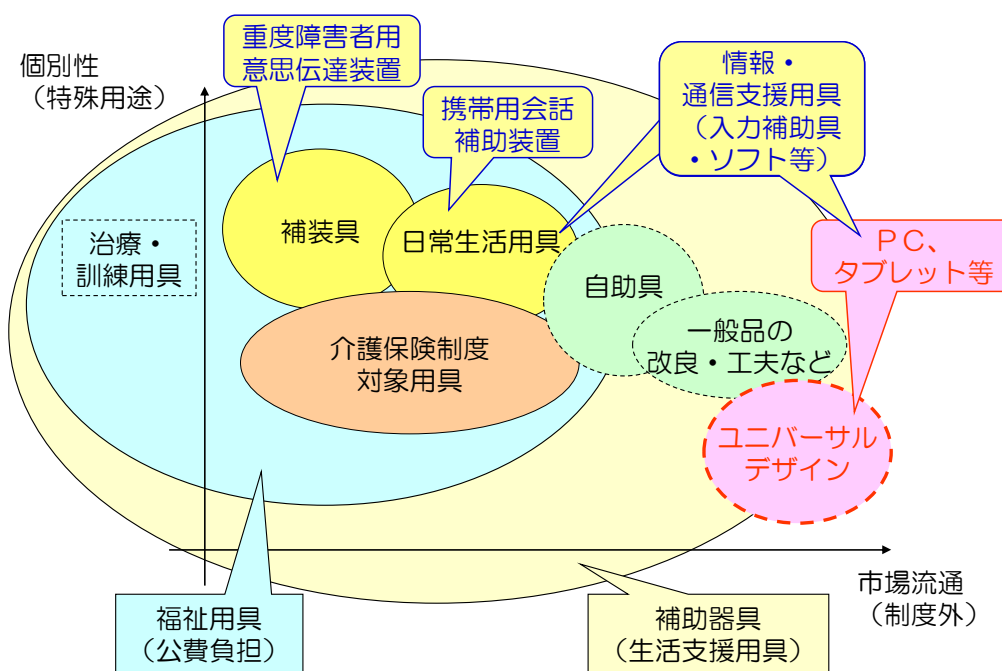 個別性
（特殊用途）
重度障害者用
意思伝達装置
携帯用会話
補助装置
情報・
通信支援用具
（入力補助具
・ソフト等）
治療・
訓練用具
補装具
日常生活用具
自助具
ＰＣ、
タブレット等
介護保険制度
対象用具
一般品の
改良・工夫など
ユニバーサル
デザイン
福祉用具
（公費負担）
補助器具
（生活支援用具）
市場流通
（制度外）